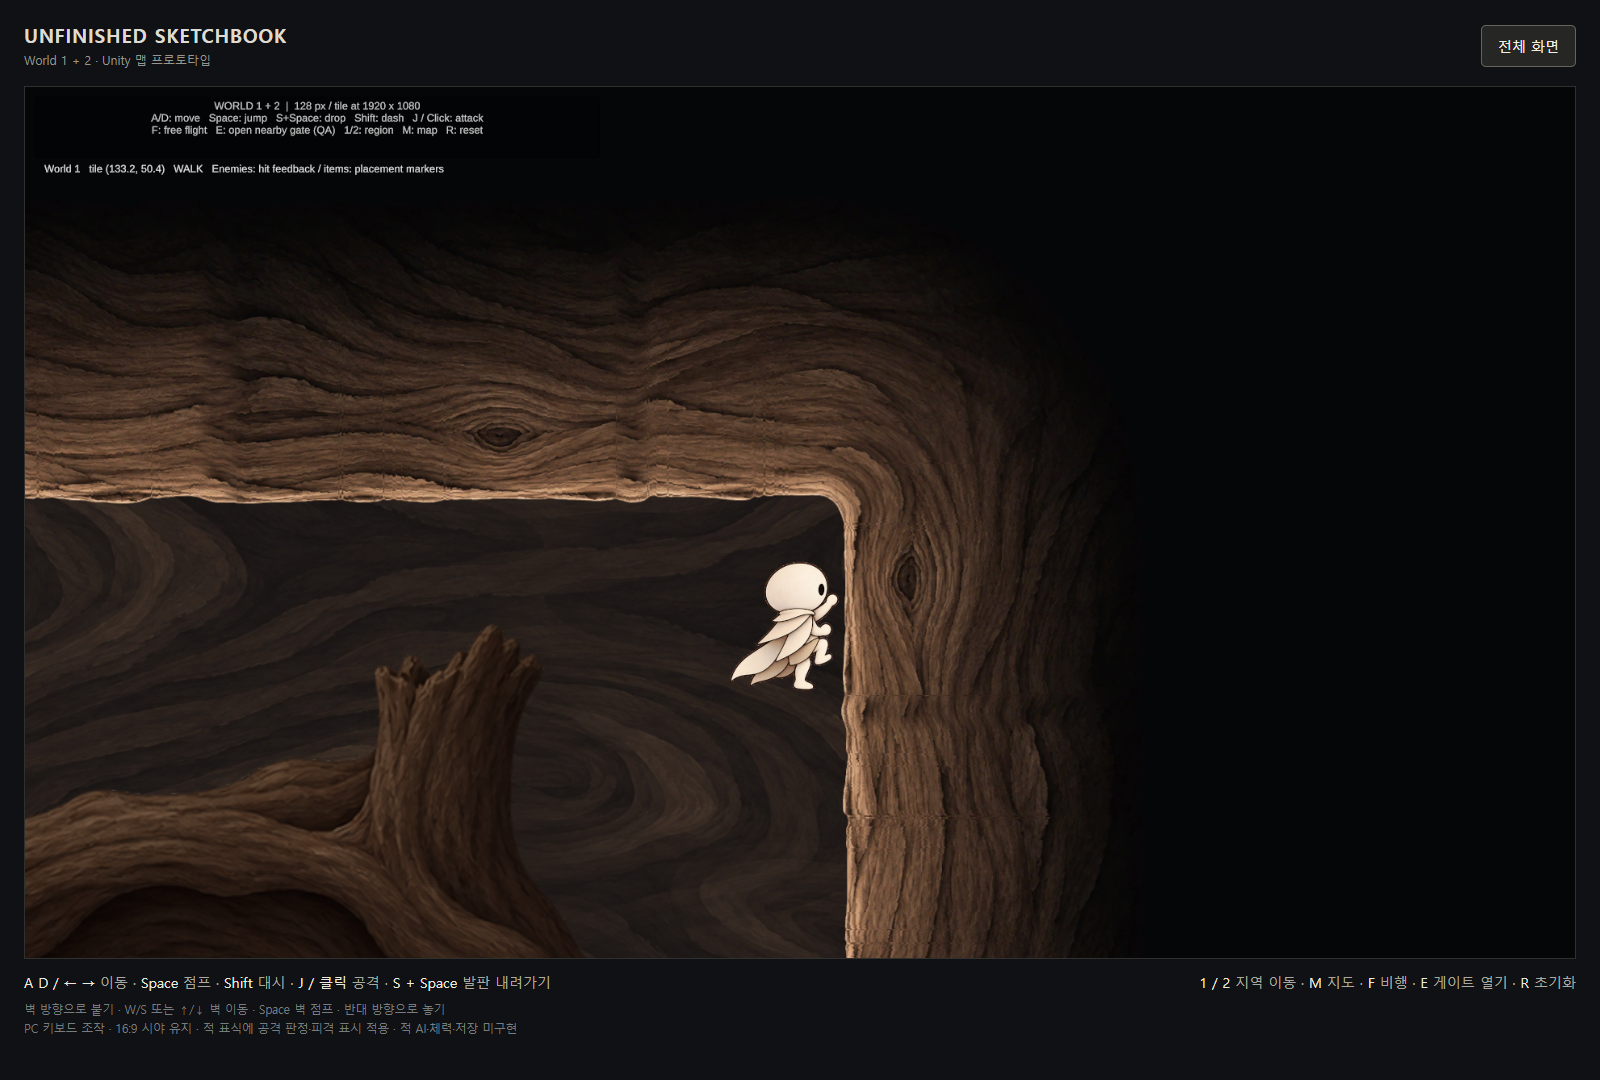 UNFINISHED SKETCHBOOK
World 1 + 2 · Unity 맵 프로토타입
전체 화면
WORLD 1 + 2 | 128 px / tile at 1920 x 1080
A/D: move Space: jump S+Space: drop Shift: dash J / Click: attack
F: free flight E: open nearby gate (QA) 1/2: region M: map R: reset
World 1 tile (133.2, 50.4) WALK Enemies: hit feedback / items: placement markers
A D / ← → 이동 · Space 점프 · Shift 대시 · J / 클릭 공격 · S + Space 발판 내려가기
1 / 2 지역 이동 · M 지도 · F 비행 · E 게이트 열기 · R 초기화
벽 방향으로 붙기 · W/S 또는 ↑/↓ 벽 이동 · Space 벽 점프 · 반대 방향으로 놓기
PC 키보드 조작 · 16:9 시야 유지 · 적 표식에 공격 판정·피격 표시 적용 · 적 AI·체력·저장 미구현